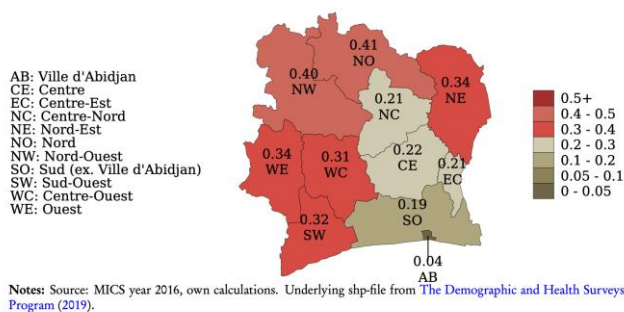 AB: Ville d'Abidjan
CE: Centre
EC: Centre-Est
NC: Centre-Nord
NE: Nord-Est
NO: Nord
NW: Nord-Ouest
SO: Sud (ex. Ville d'Abidjan)
SW: Sud-Ouest
WC: Centre-Ouest
WE: Ouest
0.41
NO
0.40
NW
0.34
NE
0.21
NC
0.34
WE
0.31
WC
0.22
CE
0.21
EC
0.19
SO
0.32
SW
0.04
AB
0.5+
0.4 - 0.5
0.3 - 0.4
0.2 - 0.3
0.1 - 0.2
0.05 - 0.1
0 - 0.05
Notes: Source: MICS year 2016, own calculations. Underlying shp-file from The Demographic and Health Surveys
Program (2019).